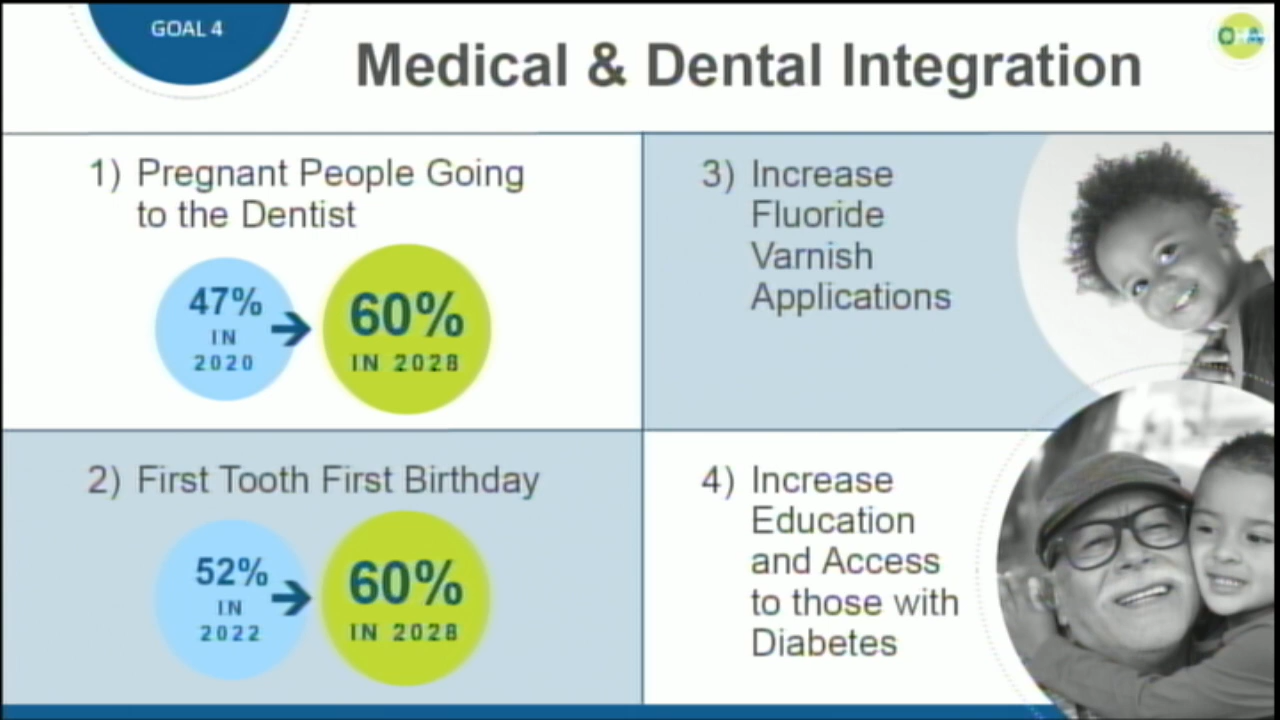 GOAL 4
Medical & Dental Integration
OHA
1) Pregnant People Going
to the Dentist
47%
IN
2020
60%
IN 2028
2) First Tooth First Birthday
52%
IN
2022
60%
IN 2028
3) Increase
Fluoride
Varnish
Applications
4) Increase
Education
and Access
to those with
Diabetes